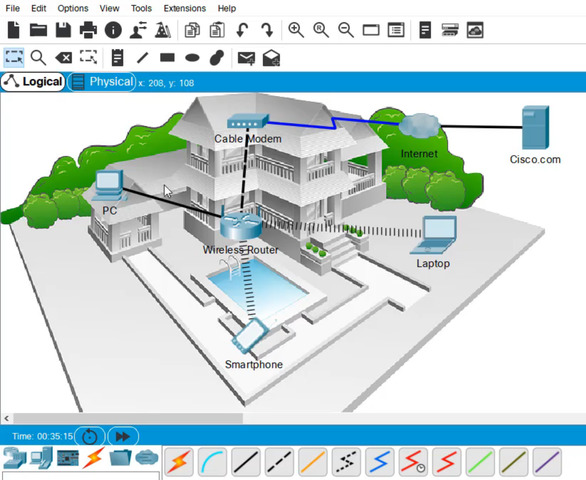 File Edit Options View Tools Extensions Help
Logical Physical x: 208, y: 108
Cable Modem
Internet
Cisco.com
PC
Wireless Router
Laptop
Smartphone
Time: 00:35:15